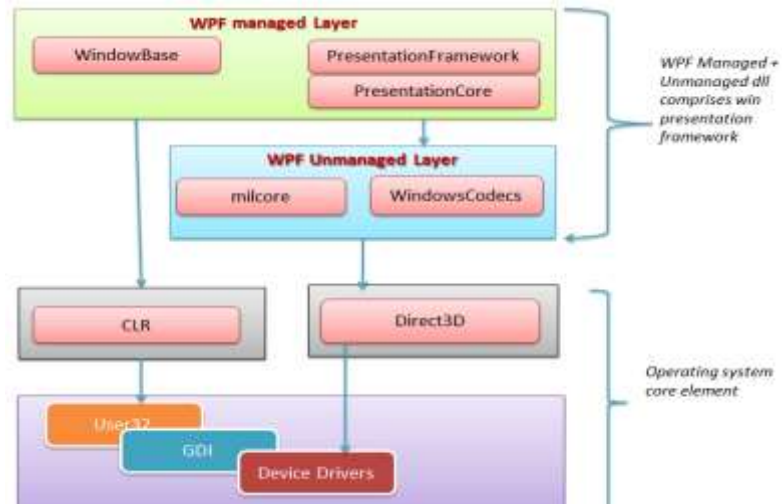 WPF managed Layer
WindowBase
PresentationFramework
PresentationCore
WPF Managed +
Unmanaged dll
comprises win
presentation
framework
WPF Unmanaged Layer
milcore
WindowsCodecs
CLR
Direct3D
Operating system
core element
User32
GDI
Device Drivers